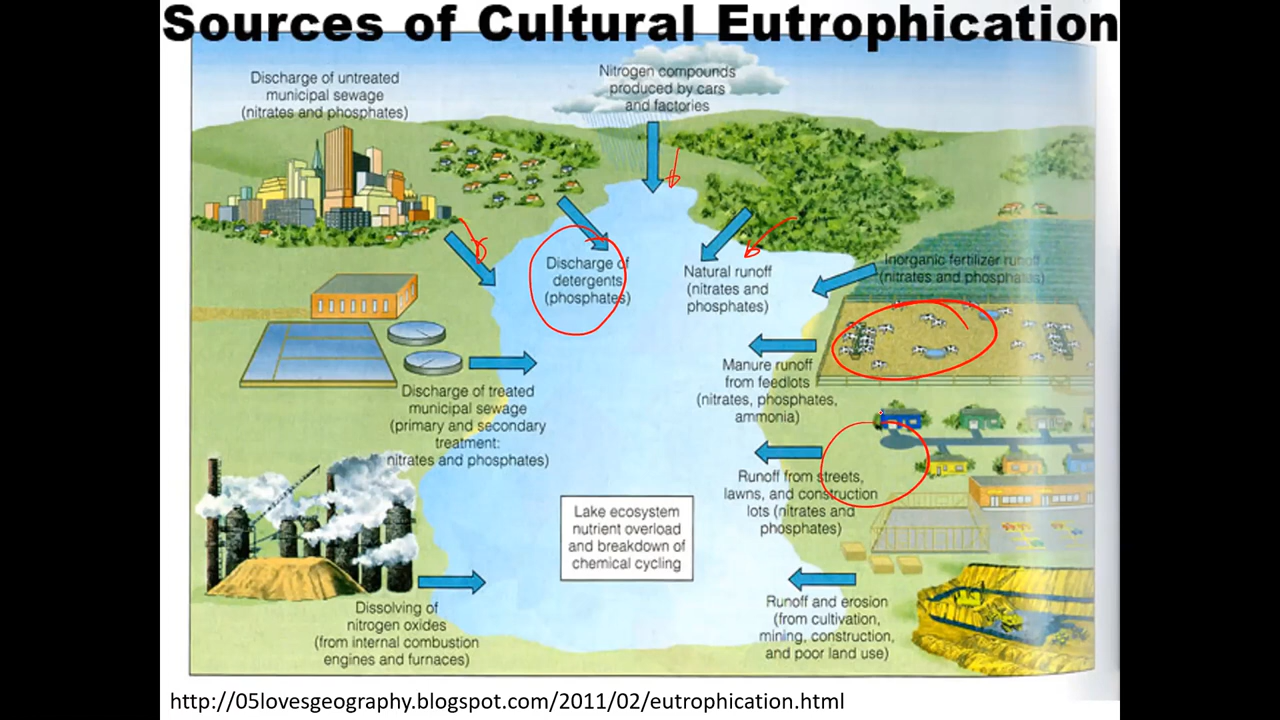 Sources of Cultural Eutrophication
Discharge of untreated
municipal sewage
(nitrates and phosphates)
Nitrogen compounds
produced by cars
and factories
Discharge of
detergents
(phosphates)
Natural runoff
(nitrates and
phosphates)
Inorganic fertilizer runoff
(nitrates and phosphates)
Manure runoff
from feedlots
(nitrates, phosphates,
ammonia)
Discharge of treated
municipal sewage
(primary and secondary
treatment:
nitrates and phosphates)
Runoff from streets,
lawns, and construction
lots (nitrates and
phosphates)
Lake ecosystem
nutrient overload
and breakdown of
chemical cycling
Dissolving of
nitrogen oxides
(from internal combustion
engines and furnaces)
Runoff and erosion
(from cultivation,
mining, construction,
and poor land use)
http://05lovesgeography.blogspot.com/2011/02/eutrophication.html